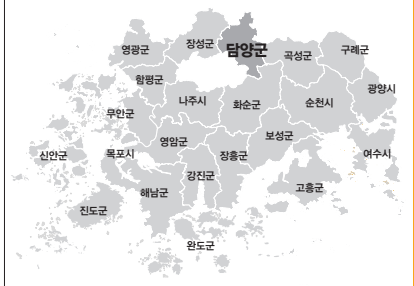 영광군
장성군
담양군
곡성군
구례군
함평군
나주시
화순군
순천시
광양시
무안군
영암군
보성군
신안군
목포시
장흥군
여수시
강진군
해남군
고흥군
진도군
완도군